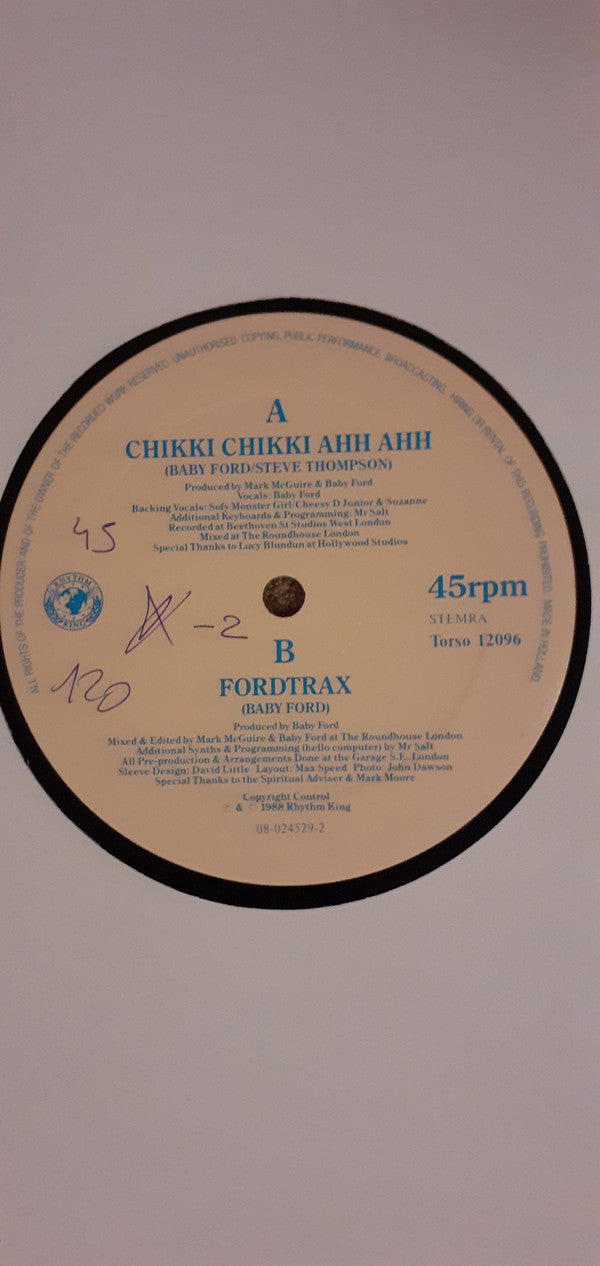 ALL RIGHTS OF THE PRODUCER AND OF THE OWNER OF THE RECORDED WORK RESERVED. UNAUTHORISED COPYING, PUBLIC PERFORMANCE, BROADCASTING, HIRING OR RENTING OF THIS RECORDING PROHIBITED. MADE IN HOLLAND
A
CHIKKI CHIKKI AHH AHH
(BABY FORD/STEVE THOMPSON)
Produced by Mark McGuire & Baby Ford
Vocals: Baby Ford
Backing Vocals: Sofy Monster Girl/Cheesy D Junior & Suzanne
Additional Keyboards & Programming: Mr Salt
Recorded at Beethoven St Studios West London
Mixed at The Roundhouse London
Special Thanks to Lucy Blundun at Hollywood Studios
45
RHYTHM
KING
45rpm
STEMRA
Torso 12096
-2
120
B
FORDTRAX
(BABY FORD)
Produced by Baby Ford
Mixed & Edited by Mark McGuire & Baby Ford at The Roundhouse London
Additional Synths & Programming (hello computer) by Mr Salt
All Pre-production & Arrangements Done at the Garage S.E. London
Sleeve Design: David Little Layout: Max Speed Photo: John Dawson
Special Thanks to the Spiritual Adviser & Mark Moore
Copyright Control
℗ & © 1988 Rhythm King
08-024529-2